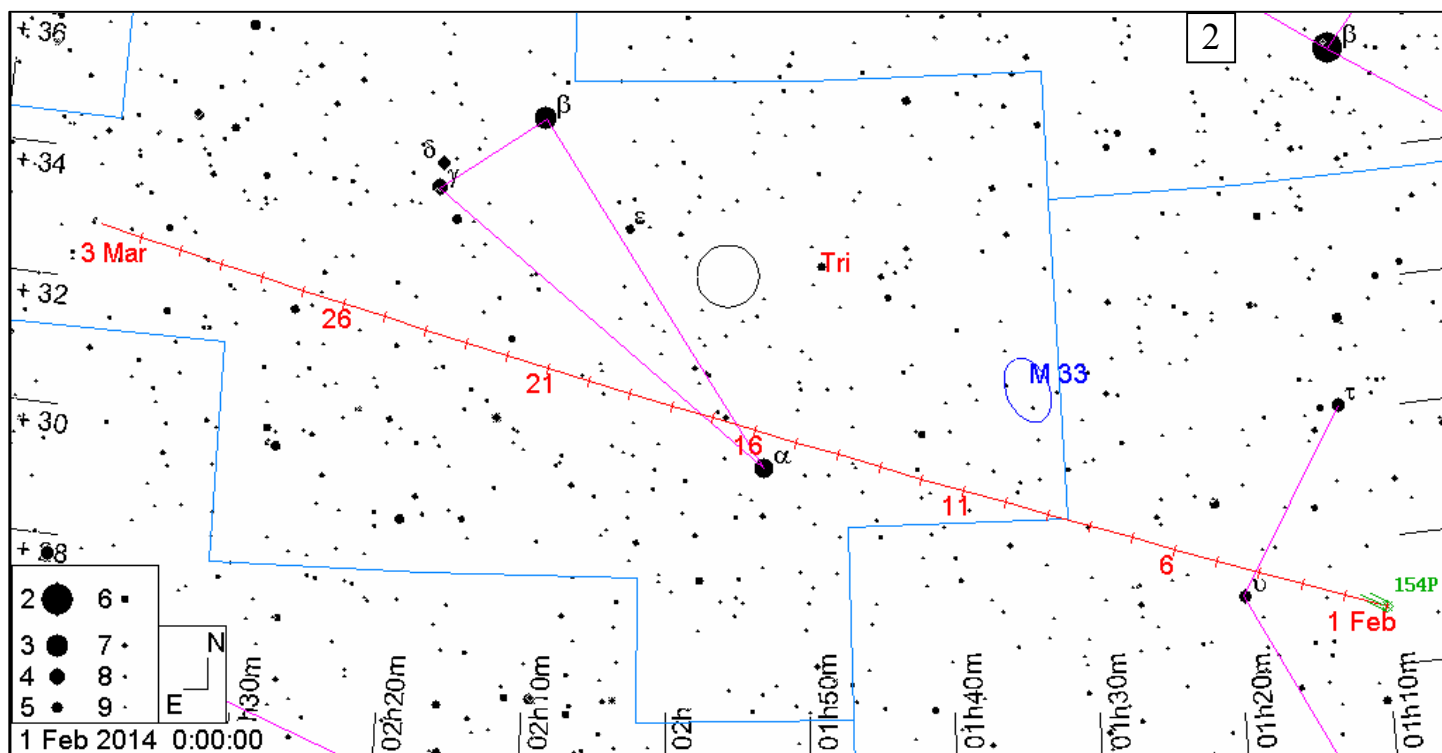 + 36
2
β
β
+ 34
δ
γ
ε
3 Mar
Tri
+ 32
26
M 33
21
τ
+ 30
16
α
11
+ 28
6
υ
154P
1 Feb
2 6
3 7
4 8
5 9
N
E
h30m
02h20m
02h10m
02h
01h50m
01h40m
01h30m
01h20m
01h10m
1 Feb 2014 0:00:00